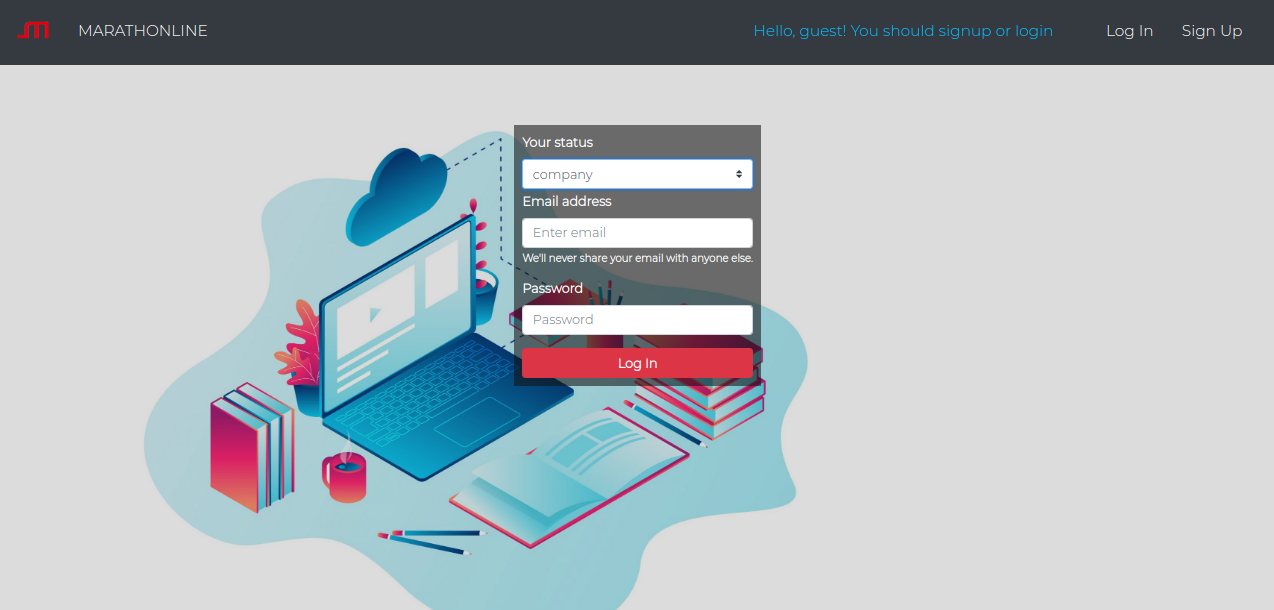 MARATHONLINE
Hello, guest! You should signup or login
Log In
Sign Up
Your status
company
Email address
Enter email
We'll never share your email with anyone else.
Password
Password
Log In